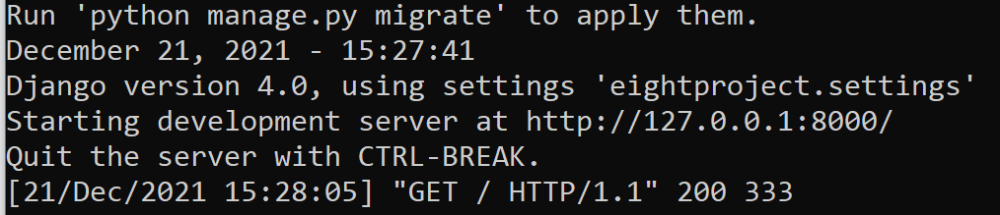 Run 'python manage.py migrate' to apply them.
December 21, 2021 - 15:27:41
Django version 4.0, using settings 'eightproject.settings'
Starting development server at http://127.0.0.1:8000/
Quit the server with CTRL-BREAK.
[21/Dec/2021 15:28:05] "GET / HTTP/1.1" 200 333